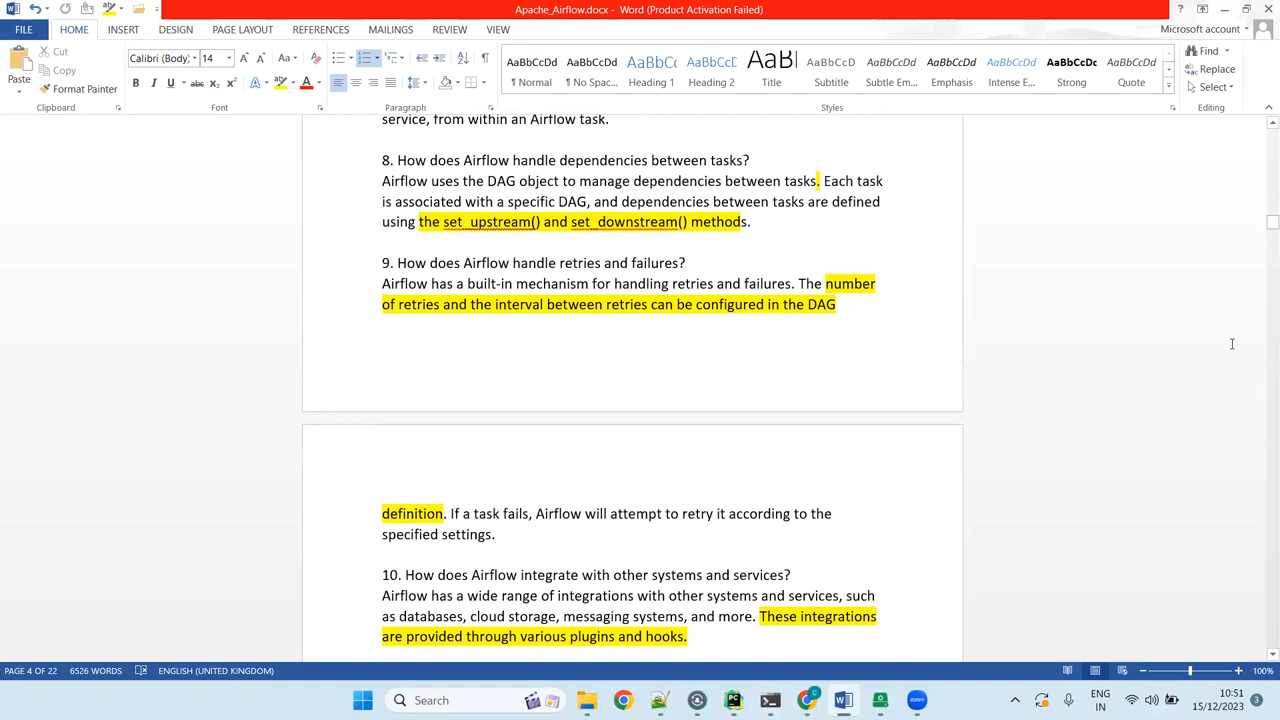 Apache_Airflow.docx - Word (Product Activation Failed)
FILE HOME INSERT DESIGN PAGE LAYOUT REFERENCES MAILINGS REVIEW VIEW Microsoft account
Paste
Cut
Copy
Format Painter
Calibri (Body) 14
AaBbCcDd AaBbCcDd AaBbCc AaBbCcD AaBl AaBbCcD AaBbCcDd AaBbCcDd AaBbCcDd AaBbCcDc AaBbCcDd
¶ Normal ¶ No Spac... Heading 1 Heading 2 Title Subtitle Subtle Em... Emphasis Intense E... Strong Quote
Find
Replace
Select
Clipboard Font Paragraph Styles Editing
service, from within an Airflow task.
8. How does Airflow handle dependencies between tasks?
Airflow uses the DAG object to manage dependencies between tasks. Each task
is associated with a specific DAG, and dependencies between tasks are defined
using the set_upstream() and set_downstream() methods.
9. How does Airflow handle retries and failures?
Airflow has a built-in mechanism for handling retries and failures. The number
of retries and the interval between retries can be configured in the DAG
definition. If a task fails, Airflow will attempt to retry it according to the
specified settings.
10. How does Airflow integrate with other systems and services?
Airflow has a wide range of integrations with other systems and services, such
as databases, cloud storage, messaging systems, and more. These integrations
are provided through various plugins and hooks.
PAGE 4 OF 22 6526 WORDS ENGLISH (UNITED KINGDOM) 100%
Search
ENG
IN
10:51
15/12/2023